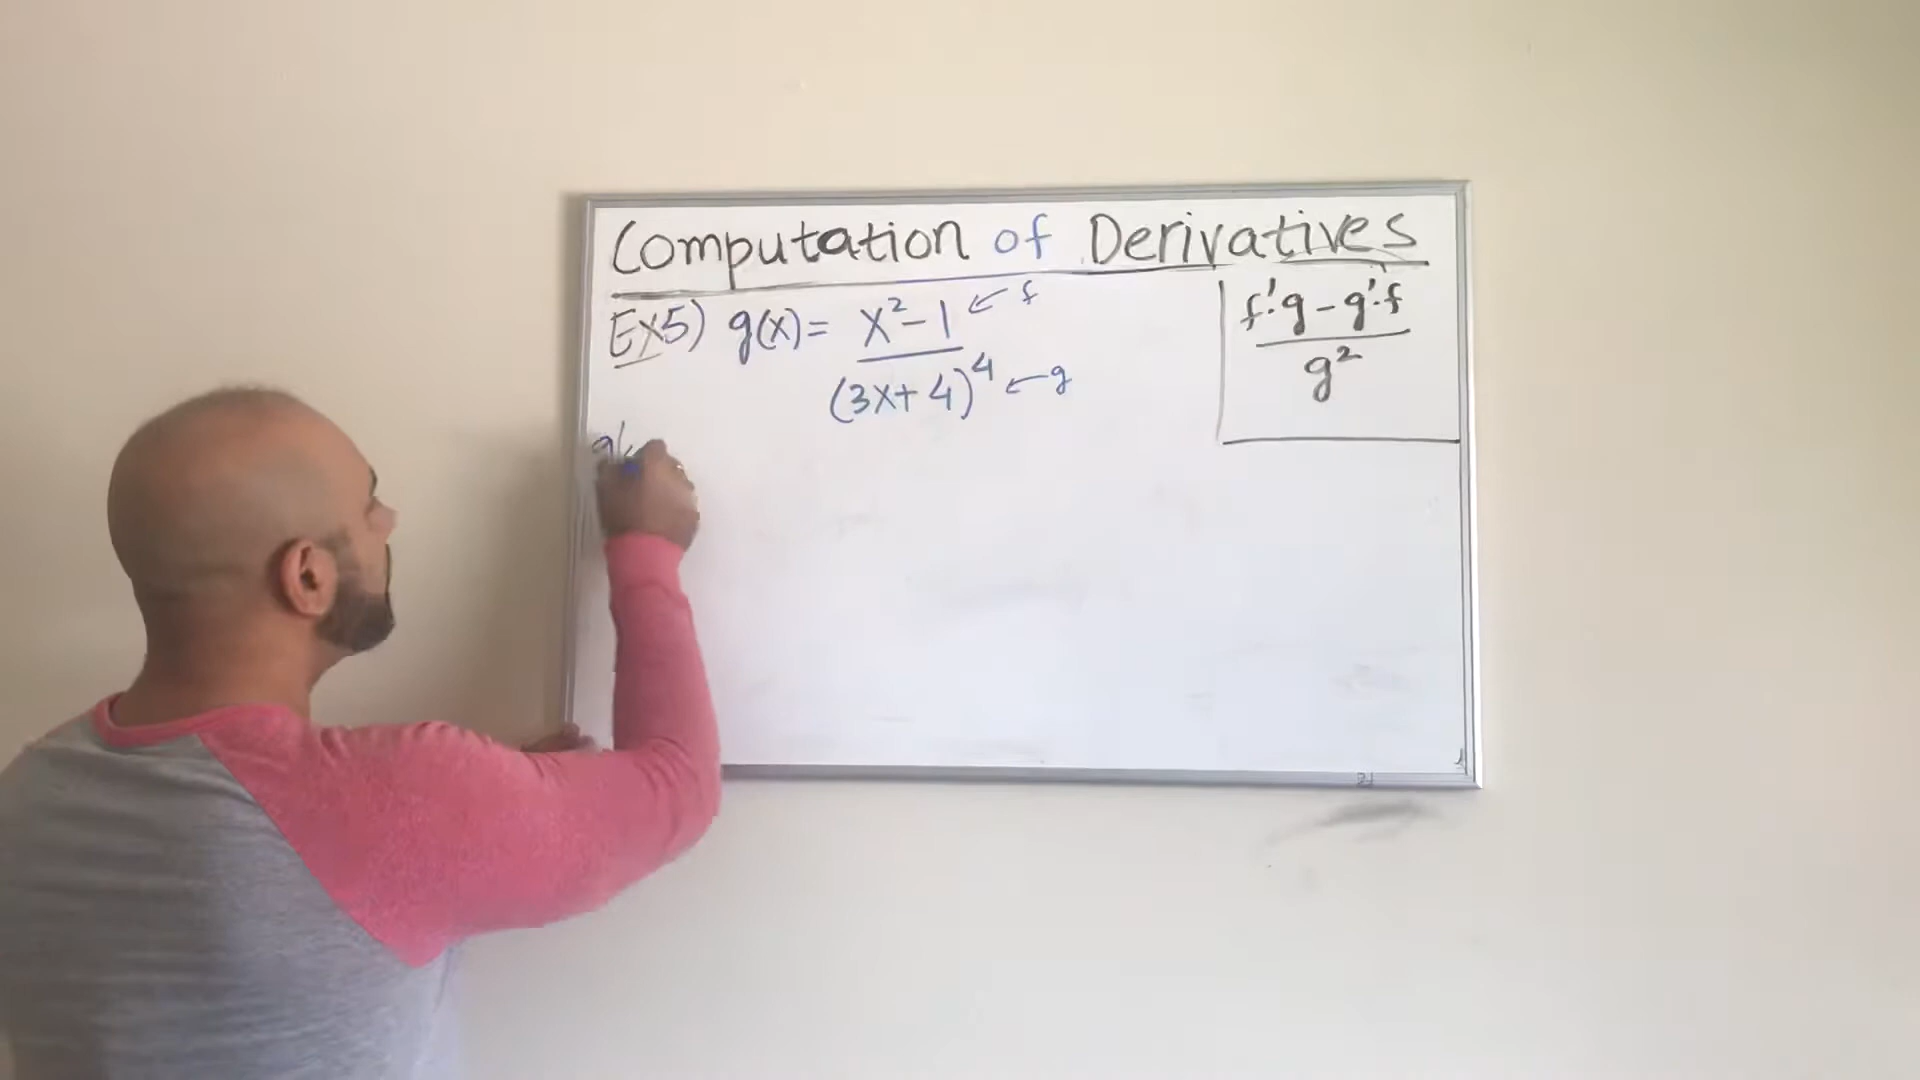 Computation of Derivatives
Ex5) g(x) = x² - 1 ← f
(3x + 4)⁴ ← g
f'.g - g'.f
g²
g'(